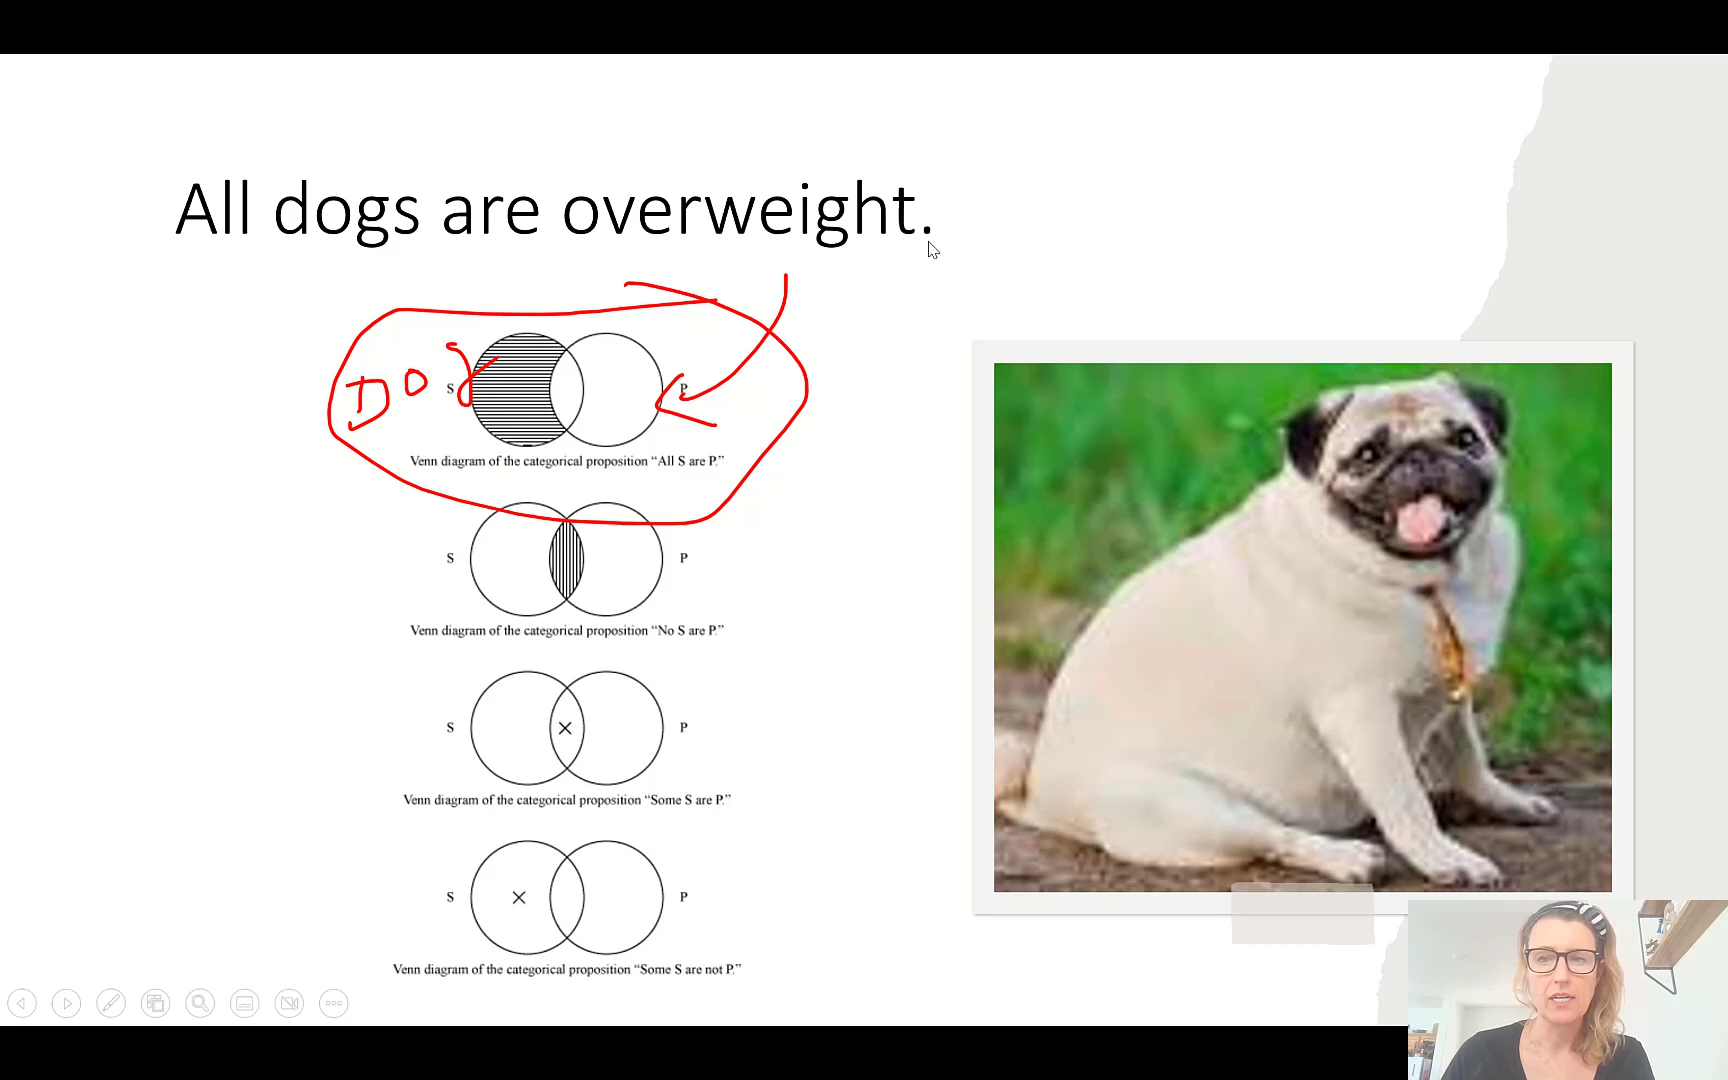 All dogs are overweight.
Dog
S P
Venn diagram of the categorical proposition “All S are P.”
S P
Venn diagram of the categorical proposition “No S are P.”
S P
Venn diagram of the categorical proposition “Some S are P.”
S P
Venn diagram of the categorical proposition “Some S are not P.”